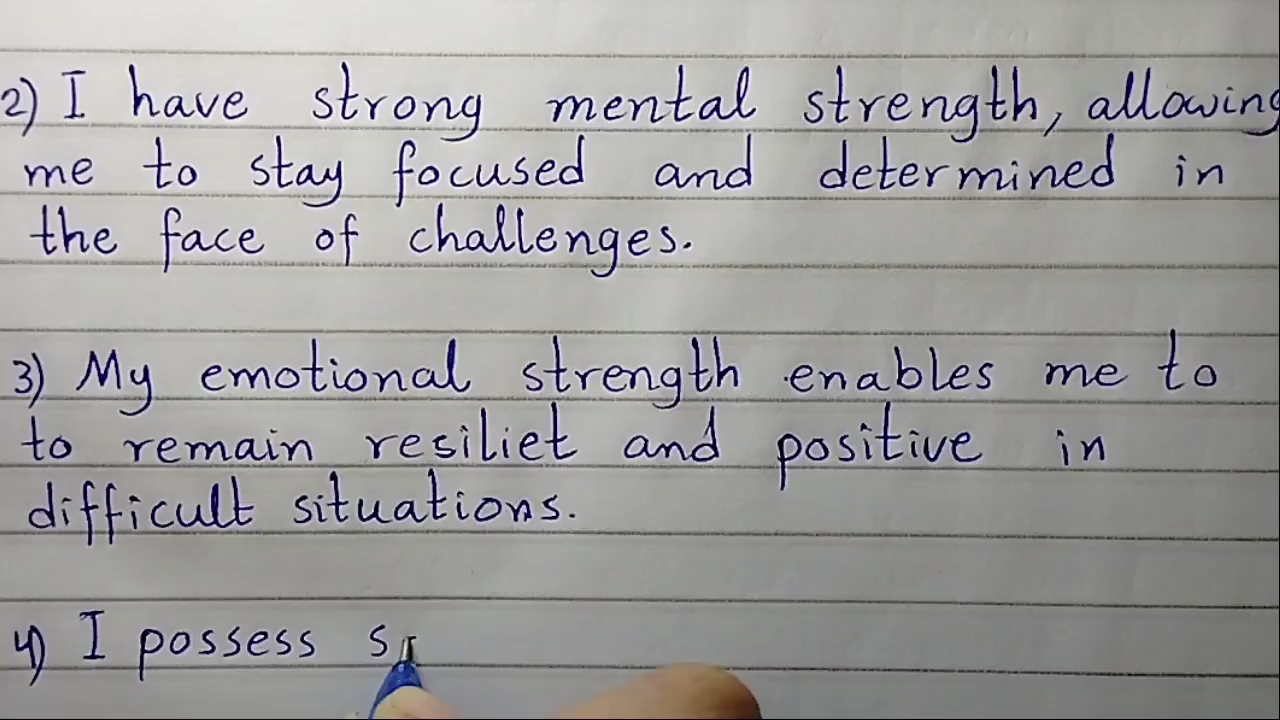 2) I have strong mental strength, allowing
me to stay focused and determined in
the face of challenges.
3) My emotional strength enables me to
to remain resiliet and positive in
difficult situations.
4) I possess s